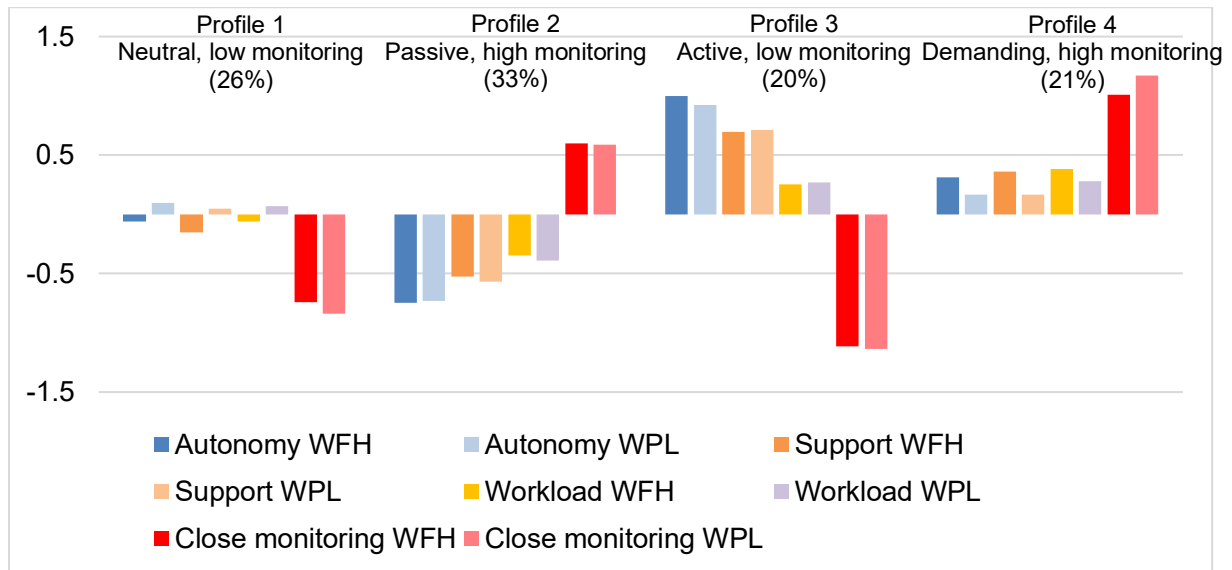 Profile 1
Neutral, low monitoring
(26%)
Profile 2
Passive, high monitoring
(33%)
Profile 3
Active, low monitoring
(20%)
Profile 4
Demanding, high monitoring
(21%)
1.5
0.5
-0.5
-1.5
Autonomy WFH
Autonomy WPL
Support WFH
Support WPL
Workload WFH
Workload WPL
Close monitoring WFH
Close monitoring WPL